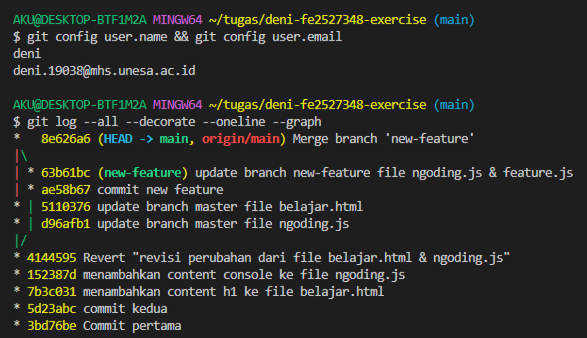 AKU@DESKTOP-BTF1M2A MINGW64 ~/tugas/deni-fe2527348-exercise (main)
$ git config user.name && git config user.email
deni
deni.19038@mhs.unesa.ac.id
AKU@DESKTOP-BTF1M2A MINGW64 ~/tugas/deni-fe2527348-exercise (main)
$ git log --all --decorate --oneline --graph
*   8e626a6 (HEAD -> main, origin/main) Merge branch 'new-feature'
|\
| * 63b61bc (new-feature) update branch new-feature file ngoding.js & feature.js
| * ae58b67 commit new feature
* | 5110376 update branch master file belajar.html
* | d96afb1 update branch master file ngoding.js
|/
* 4144595 Revert "revisi perubahan dari file belajar.html & ngoding.js"
* 152387d menambahkan content console ke file ngoding.js
* 7b3c031 menambahkan content h1 ke file belajar.html
* 5d23abc commit kedua
* 3bd76be Commit pertama